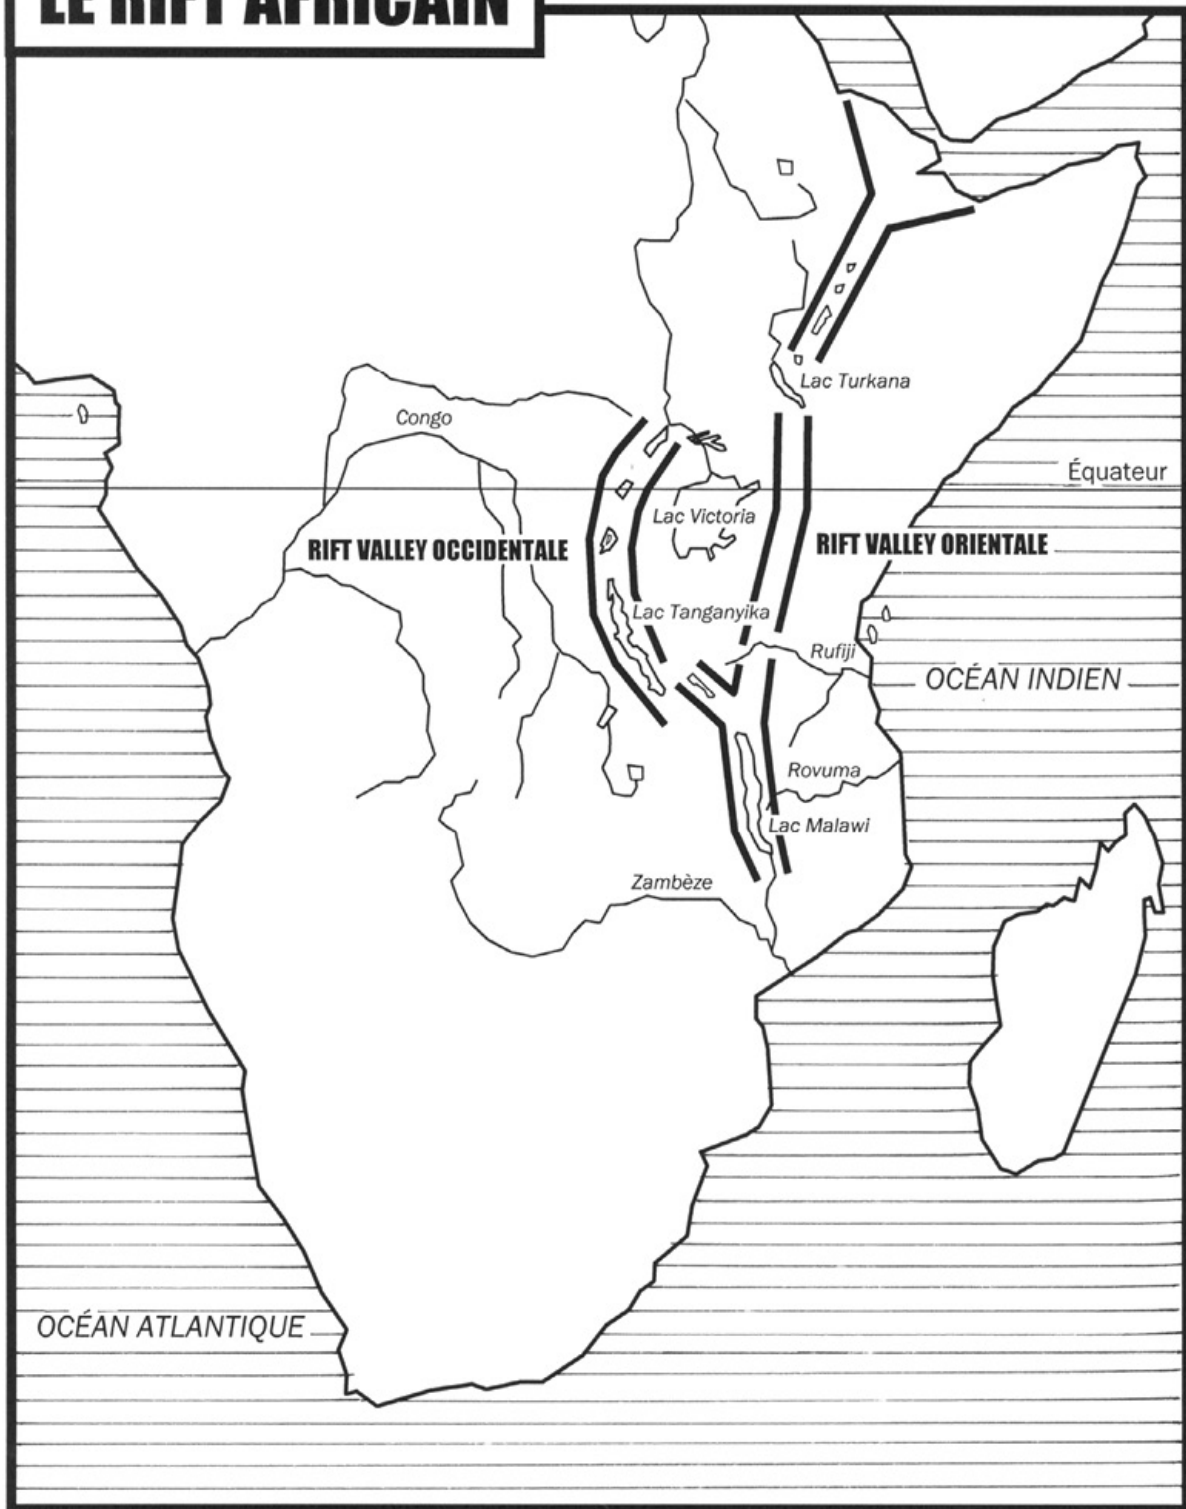 LE RIFT AFRICAIN
Lac Turkana
Congo
Équateur
Lac Victoria
RIFT VALLEY OCCIDENTALE
RIFT VALLEY ORIENTALE
Lac Tanganyika
Rufiji
OCÉAN INDIEN
Rovuma
Lac Malawi
Zambèze
OCÉAN ATLANTIQUE